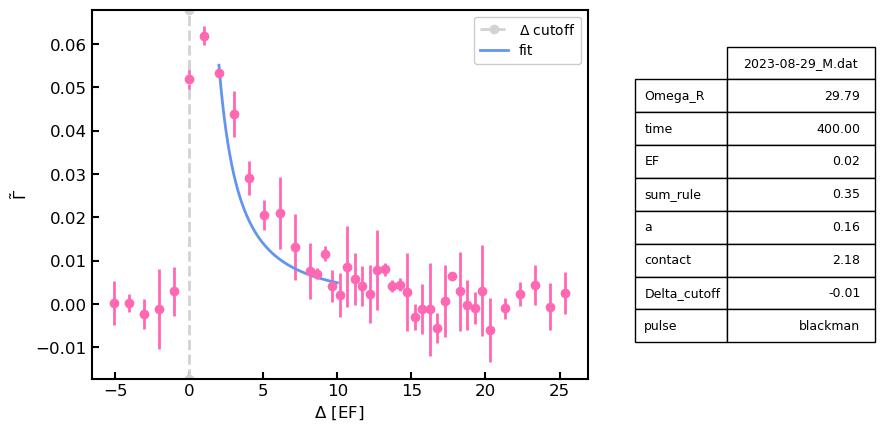 Δ cutoff
fit
0.06
0.05
0.04
0.03
0.02
0.01
0.00
−0.01
Γ̃
−5
0
5
10
15
20
25
Δ [EF]
2023-08-29_M.dat
Omega_R 29.79
time 400.00
EF 0.02
sum_rule 0.35
a 0.16
contact 2.18
Delta_cutoff -0.01
pulse blackman